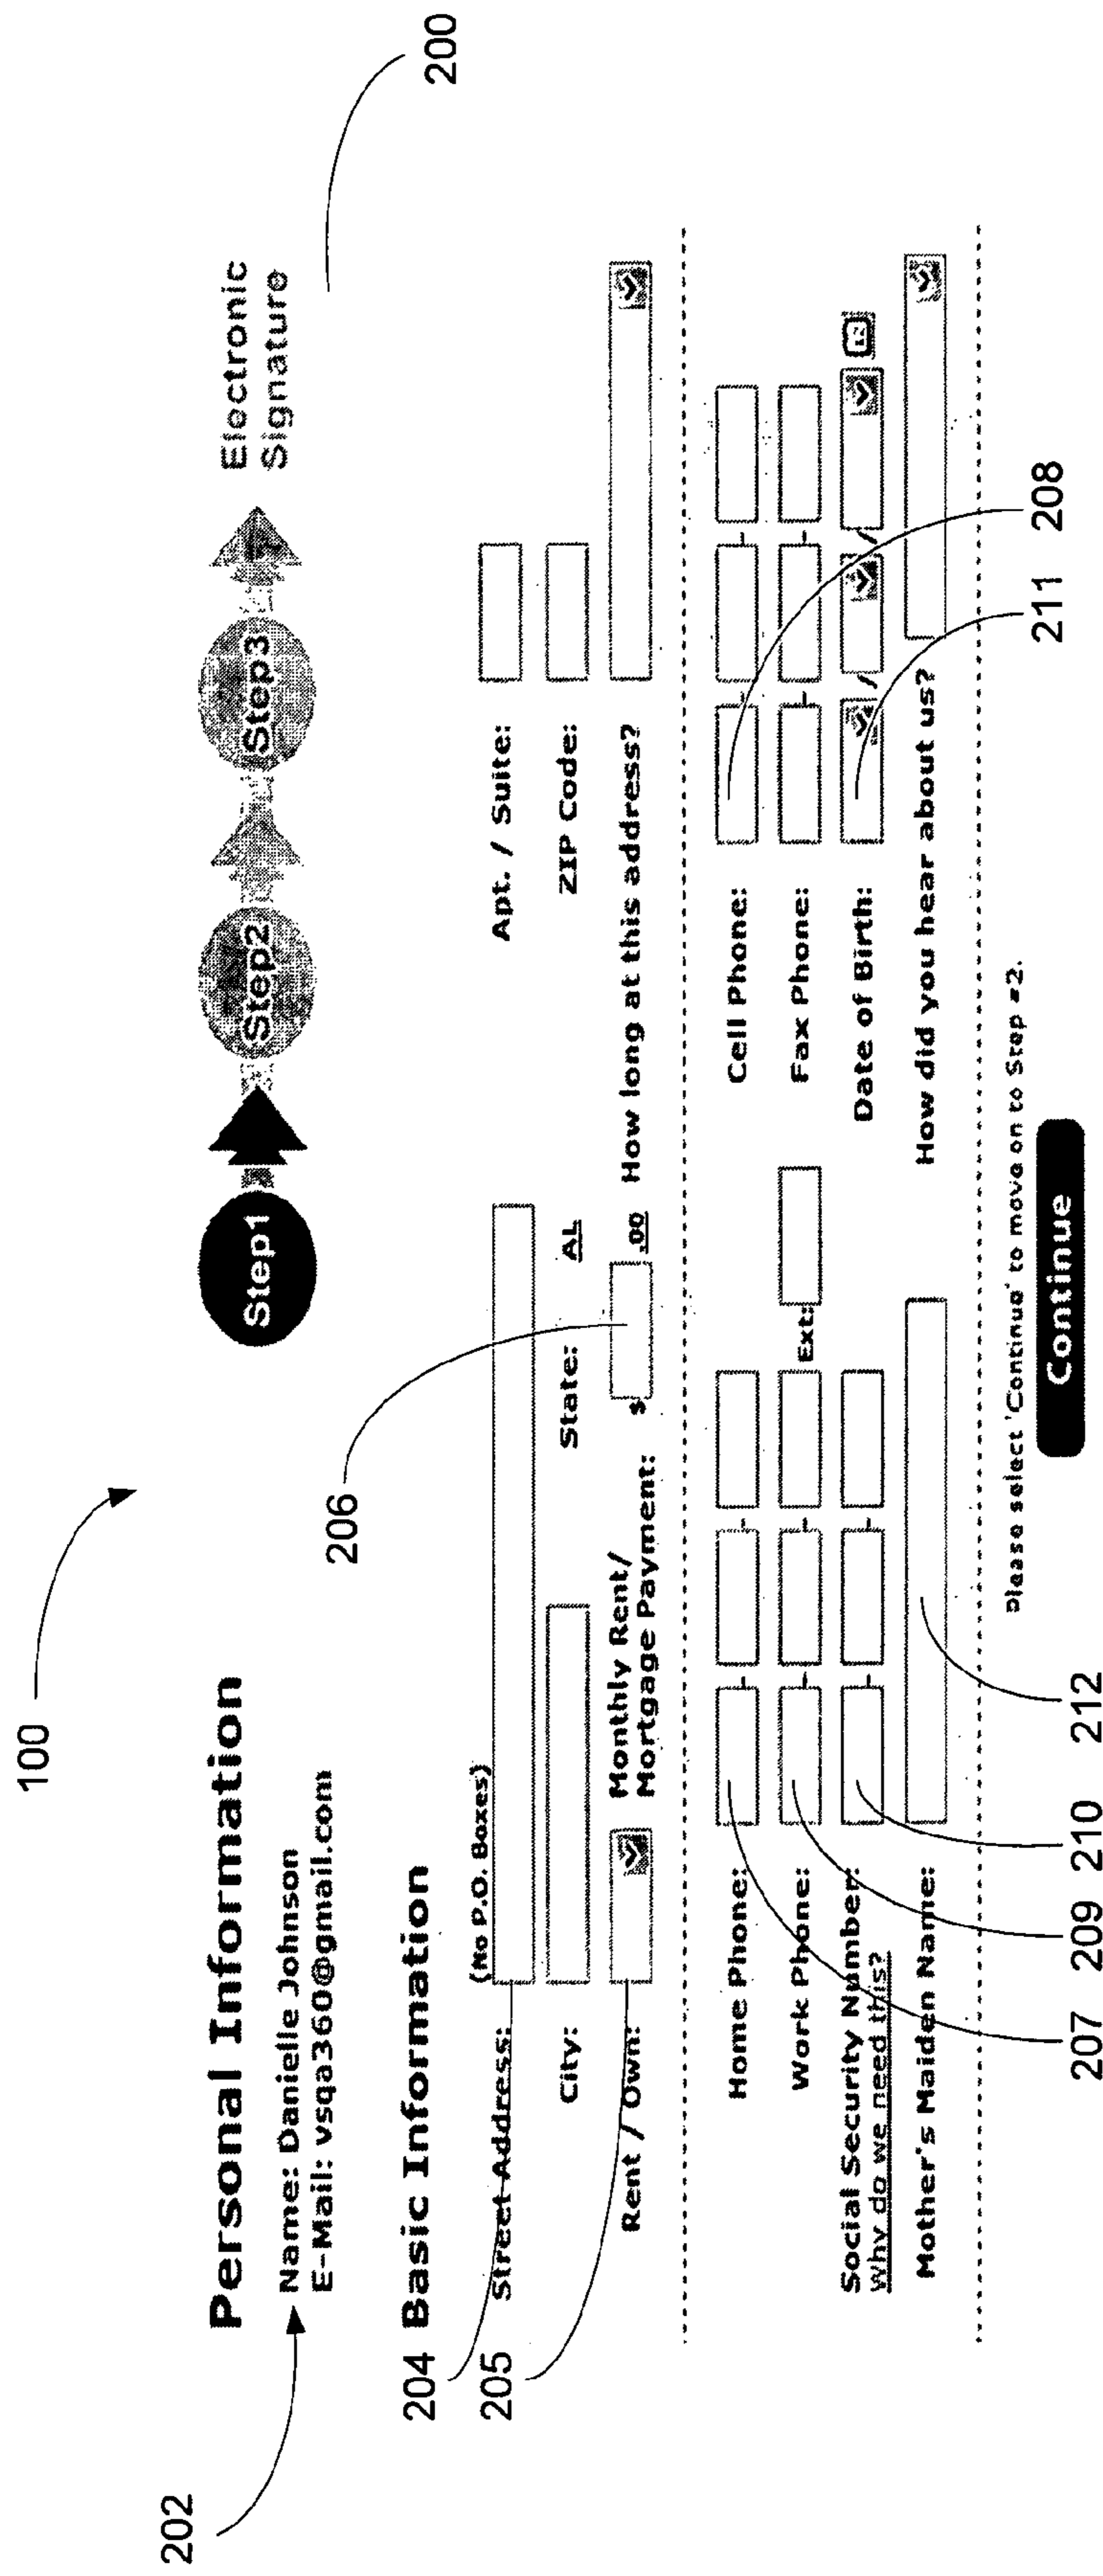 100
200
202
Personal Information
Name: Danielle Johnson
E-Mail: vsqa360@gmail.com
Step1
Step2
Step3
Electronic
Signature
206
204
Basic Information
205
(No P.O. Boxes)
Street Address:
Apt. / Suite:
City:
State: AL
ZIP Code:
Rent / Own:
Monthly Rent/
Mortgage Payment:
$
.00
How long at this address?
Home Phone:
- -
Cell Phone:
- -
Work Phone:
- -
Ext:
Fax Phone:
- -
Social Security Number:
- -
Why do we need this?
Date of Birth:
/ /
Mother's Maiden Name:
How did you hear about us?
Please select 'Continue' to move on to Step #2.
Continue
207
209
210
212
211
208